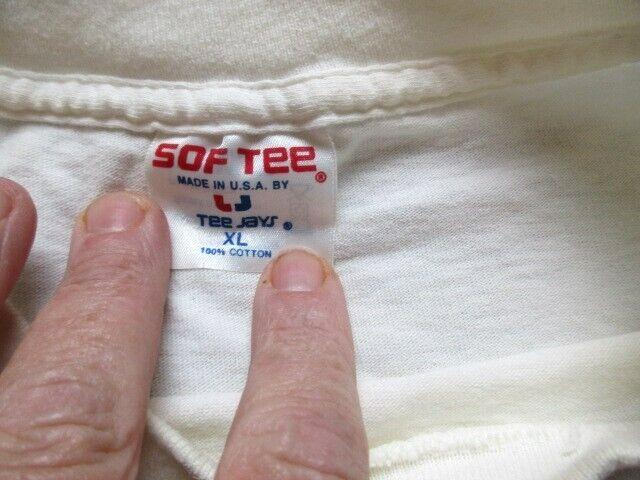 SOF TEE ®
MADE IN U.S.A. BY
TEE JAYS ®
XL
100% COTTON